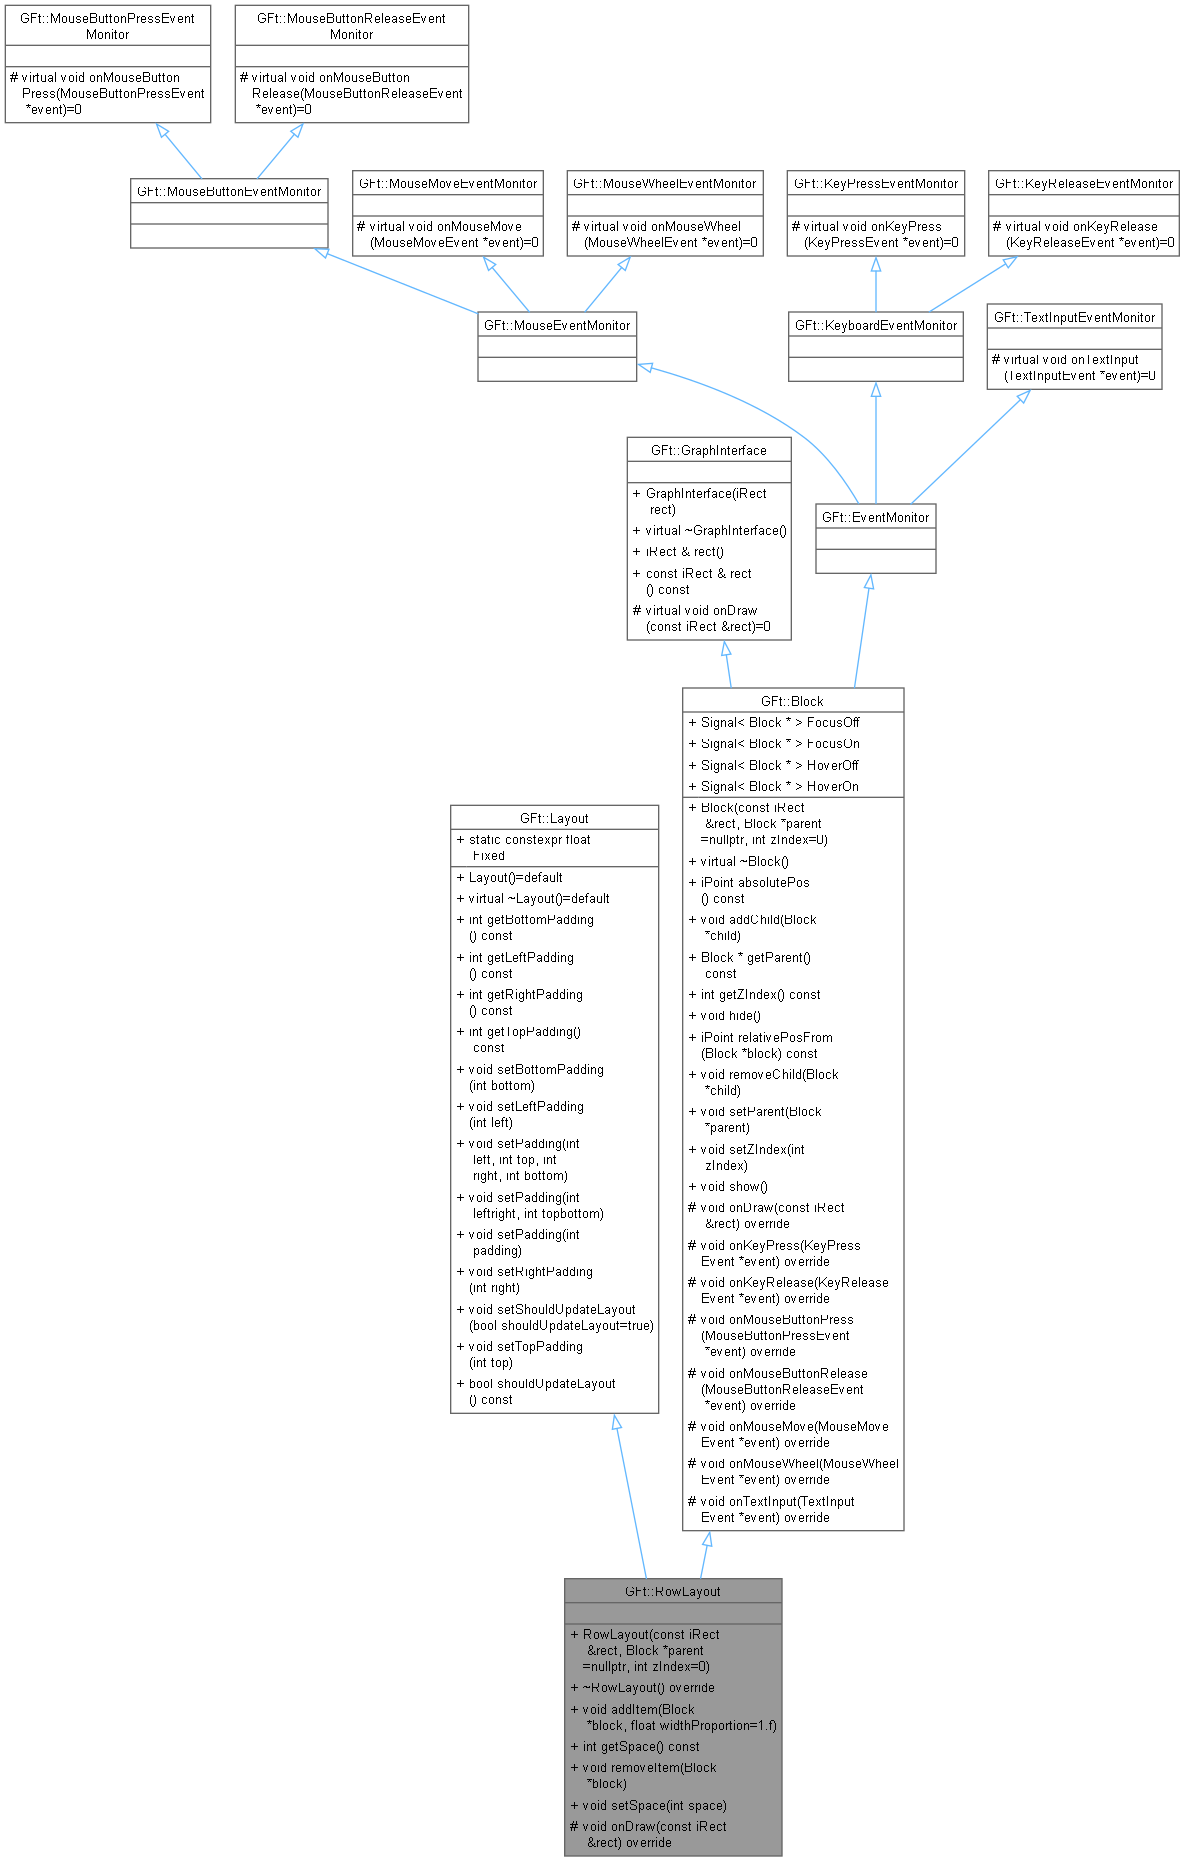 GFt::MouseButtonPressEvent
Monitor
# virtual void onMouseButton
Press(MouseButtonPressEvent
*event)=0
GFt::MouseButtonReleaseEvent
Monitor
# virtual void onMouseButton
Release(MouseButtonReleaseEvent
*event)=0
GFt::MouseButtonEventMonitor
GFt::MouseMoveEventMonitor
# virtual void onMouseMove
(MouseMoveEvent *event)=0
GFt::MouseWheelEventMonitor
# virtual void onMouseWheel
(MouseWheelEvent *event)=0
GFt::KeyPressEventMonitor
# virtual void onKeyPress
(KeyPressEvent *event)=0
GFt::KeyReleaseEventMonitor
# virtual void onKeyRelease
(KeyReleaseEvent *event)=0
GFt::MouseEventMonitor
GFt::KeyboardEventMonitor
GFt::TextInputEventMonitor
# virtual void onTextInput
(TextInputEvent *event)=0
GFt::GraphInterface
+ GraphInterface(iRect
rect)
+ virtual ~GraphInterface()
+ iRect & rect()
+ const iRect & rect
() const
# virtual void onDraw
(const iRect &rect)=0
GFt::EventMonitor
GFt::Block
+ Signal< Block * > FocusOff
+ Signal< Block * > FocusOn
+ Signal< Block * > HoverOff
+ Signal< Block * > HoverOn
+ Block(const iRect
&rect, Block *parent
=nullptr, int zIndex=0)
+ virtual ~Block()
+ iPoint absolutePos
() const
+ void addChild(Block
*child)
+ Block * getParent()
const
+ int getZIndex() const
+ void hide()
+ iPoint relativePosFrom
(Block *block) const
+ void removeChild(Block
*child)
+ void setParent(Block
*parent)
+ void setZIndex(int
zIndex)
+ void show()
# void onDraw(const iRect
&rect) override
# void onKeyPress(KeyPress
Event *event) override
# void onKeyRelease(KeyRelease
Event *event) override
# void onMouseButtonPress
(MouseButtonPressEvent
*event) override
# void onMouseButtonRelease
(MouseButtonReleaseEvent
*event) override
# void onMouseMove(MouseMove
Event *event) override
# void onMouseWheel(MouseWheel
Event *event) override
# void onTextInput(TextInput
Event *event) override
GFt::Layout
+ static constexpr float
Fixed
+ Layout()=default
+ virtual ~Layout()=default
+ int getBottomPadding
() const
+ int getLeftPadding
() const
+ int getRightPadding
() const
+ int getTopPadding()
const
+ void setBottomPadding
(int bottom)
+ void setLeftPadding
(int left)
+ void setPadding(int
left, int top, int
right, int bottom)
+ void setPadding(int
leftright, int topbottom)
+ void setPadding(int
padding)
+ void setRightPadding
(int right)
+ void setShouldUpdateLayout
(bool shouldUpdateLayout=true)
+ void setTopPadding
(int top)
+ bool shouldUpdateLayout
() const
GFt::RowLayout
+ RowLayout(const iRect
&rect, Block *parent
=nullptr, int zIndex=0)
+ ~RowLayout() override
+ void addItem(Block
*block, float widthProportion=1.f)
+ int getSpace() const
+ void removeItem(Block
*block)
+ void setSpace(int space)
# void onDraw(const iRect
&rect) override